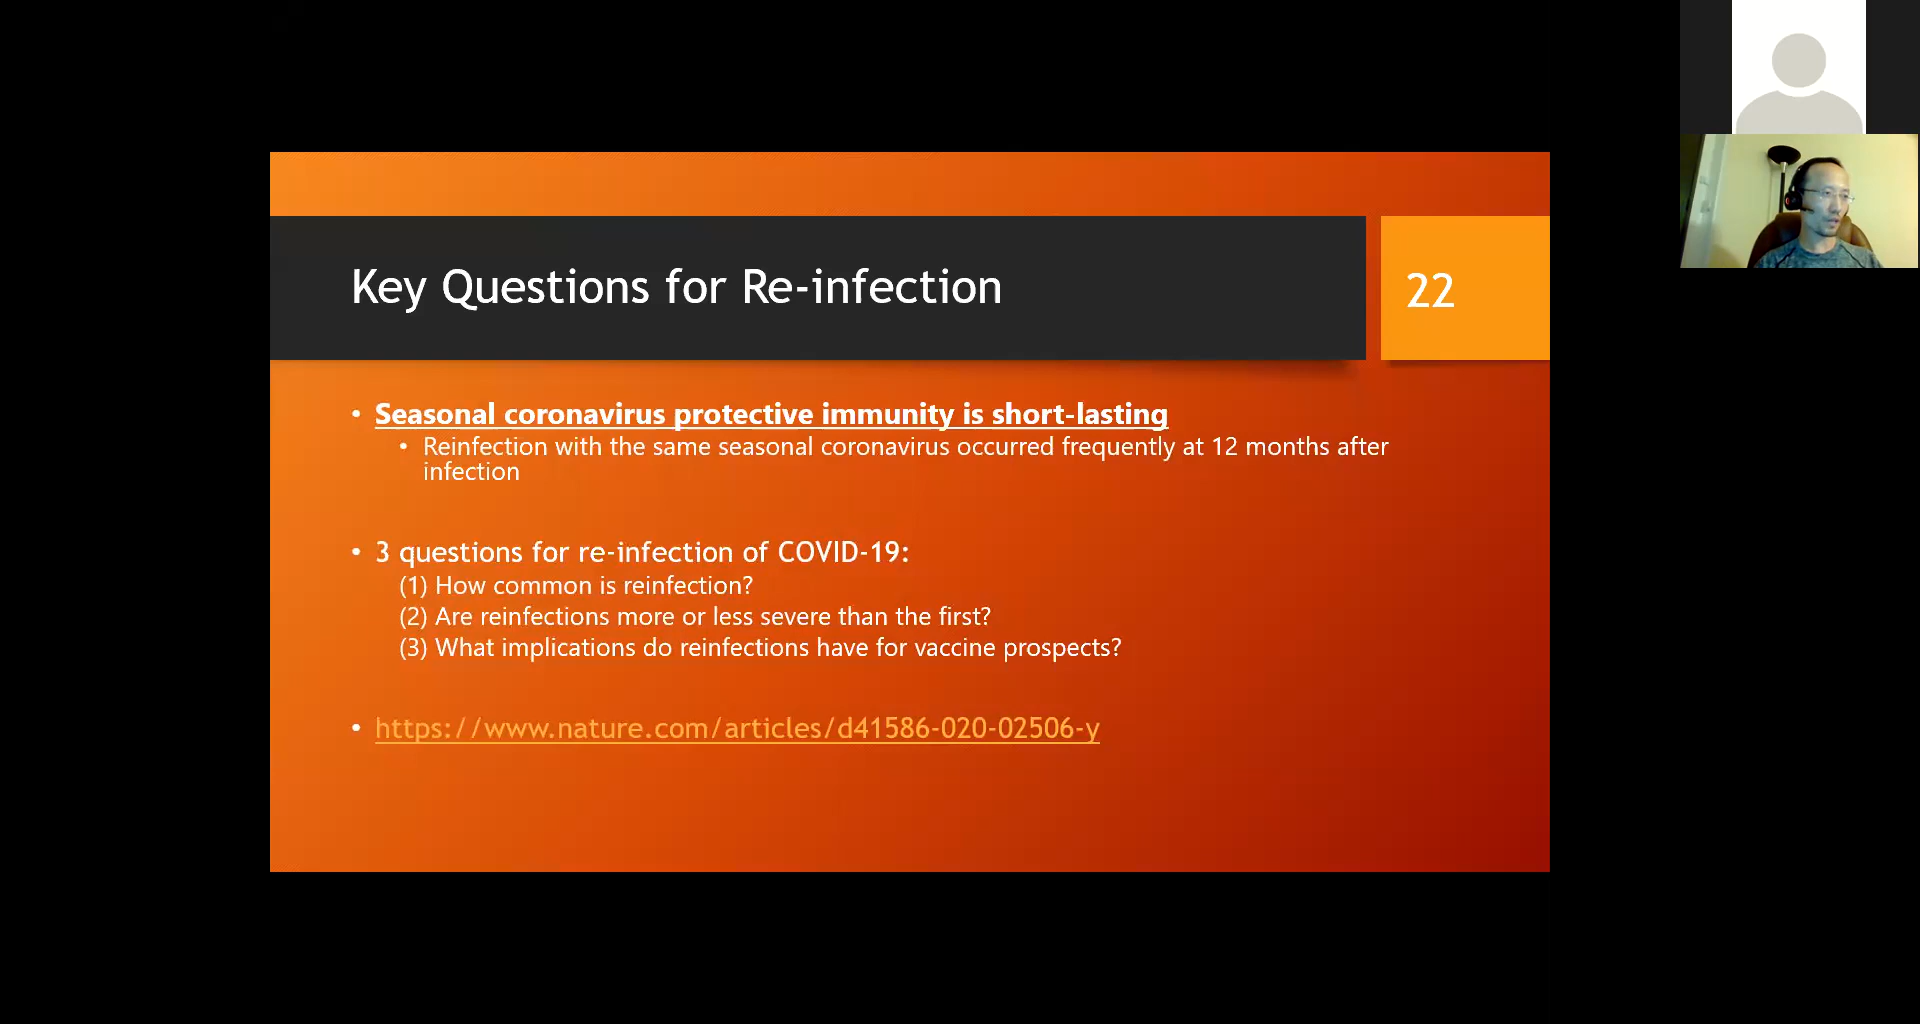 Key Questions for Re-infection
22
• Seasonal coronavirus protective immunity is short-lasting
• Reinfection with the same seasonal coronavirus occurred frequently at 12 months after
infection
• 3 questions for re-infection of COVID-19:
(1) How common is reinfection?
(2) Are reinfections more or less severe than the first?
(3) What implications do reinfections have for vaccine prospects?
• https://www.nature.com/articles/d41586-020-02506-y